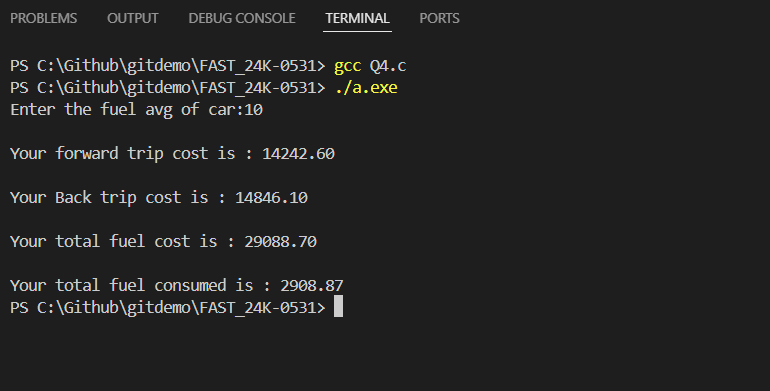 PROBLEMS OUTPUT DEBUG CONSOLE TERMINAL PORTS
PS C:\Github\gitdemo\FAST_24K-0531> gcc Q4.c
PS C:\Github\gitdemo\FAST_24K-0531> ./a.exe
Enter the fuel avg of car:10
Your forward trip cost is : 14242.60
Your Back trip cost is : 14846.10
Your total fuel cost is : 29088.70
Your total fuel consumed is : 2908.87
PS C:\Github\gitdemo\FAST_24K-0531>